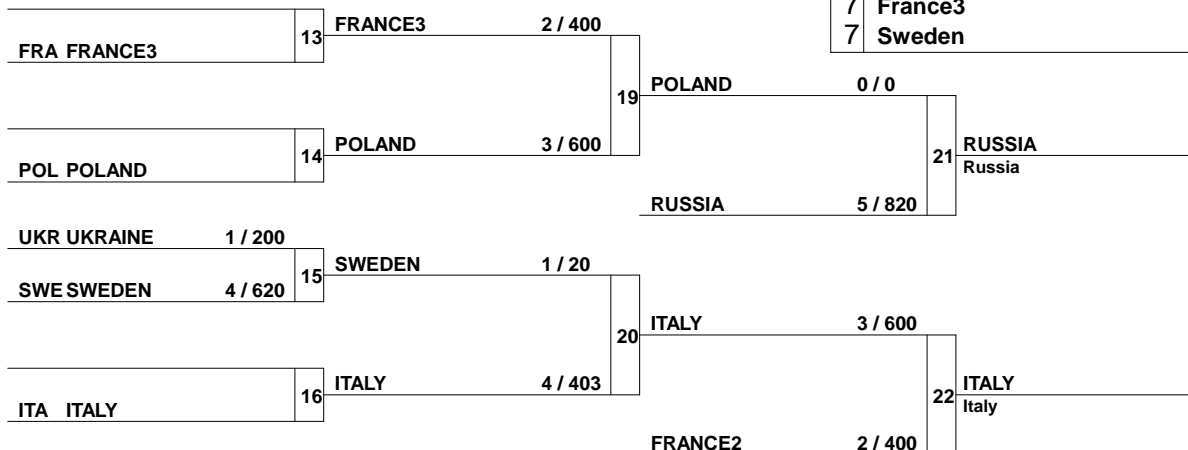 7 France3
FRANCE3 2 / 400
13
FRA FRANCE3
7 Sweden
POLAND 0 / 0
19
POLAND 3 / 600
14
POL POLAND
21
RUSSIA
Russia
RUSSIA 5 / 820
UKR UKRAINE 1 / 200
15
SWEDEN 1 / 20
SWE SWEDEN 4 / 620
20
ITALY 3 / 600
ITALY 4 / 403
16
ITA ITALY
22
ITALY
Italy
FRANCE2 2 / 400